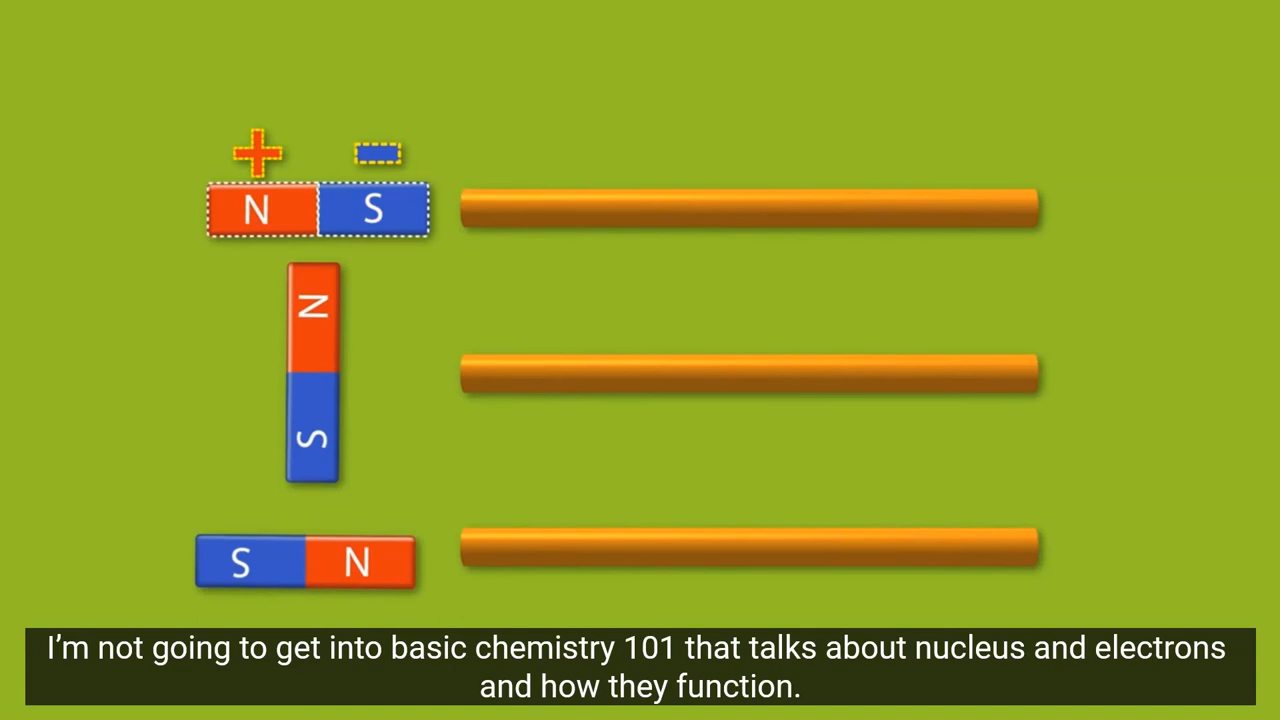 + -
N S
N
S
S N
I’m not going to get into basic chemistry 101 that talks about nucleus and electrons
and how they function.